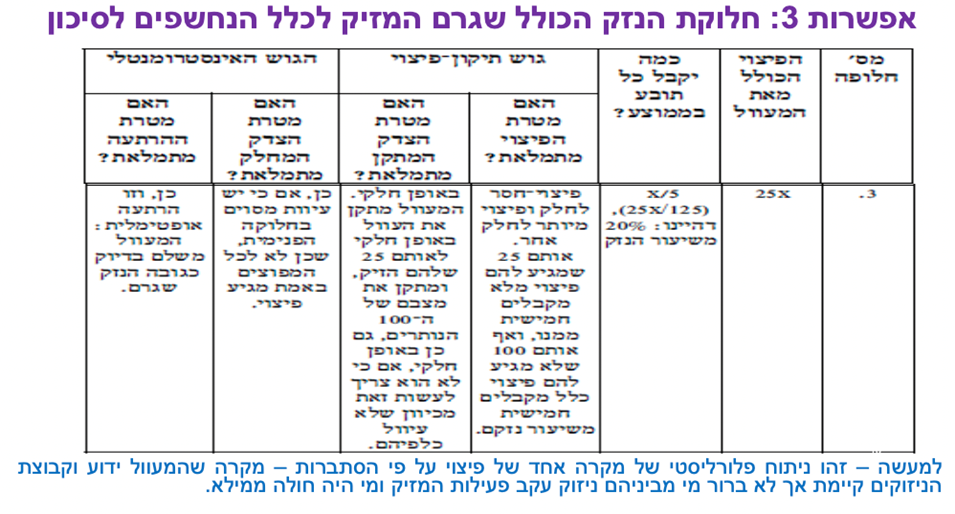 אפשרות 3: חלוקת הנזק הכולל שגרם המזיק לכלל הנחשפים לסיכון
מס׳
חלופה
הפיצוי
הכולל
מאת
המעוול
כמה
יקבל כל
תובע
בממוצע?
גוש תיקון-פיצוי
הגוש האינסטרומנטלי
האם
מטרת
הפיצוי
מתמלאת?
האם
מטרת
הצדק
המתקן
מתמלאת?
האם
מטרת
הצדק
המחלק
מתמלאת?
האם
מטרת
ההרתעה
מתמלאת?
3.
25X
X/5
(25X/125),
דהיינו: 20%
משיעור הנזק
פיצוי-חסר
לחלק ופיצוי
מיותר לחלק
אחר.
אותם 25
שמגיע להם
פיצוי מלא
מקבלים
חמישית
ממנו, ואף
אותם 100
שלא מגיע
להם פיצוי
כלל מקבלים
חמישית
משיעור נזקם.
באופן חלקי.
המעוול מתקן
את העוול
באופן חלקי
לאותם 25
שלהם הזיק,
ומתקן את
מצבם של
ה-100
הנותרים, גם
כן באופן
חלקי, אם כי
לא הוא צריך
לעשות זאת
מכיוון שלא
עיוול
כלפיהם.
כן, אם כי יש
עיוות מסוים
בחלוקה
הפנימית,
שכן לא לכל
המפוצים
באמת מגיע
פיצוי.
כן, וזו
הרתעה
אופטימלית:
המעוול
משלם בדיוק
כגובה הנזק
שגרם.
למעשה – זהו ניתוח פלורליסטי של מקרה אחד של פיצוי על פי הסתברות – מקרה שהמעוול ידוע וקבוצת
הניזוקים קיימת אך לא ברור מי מביניהם ניזוק עקב פעילות המזיק ומי היה חולה ממילא.